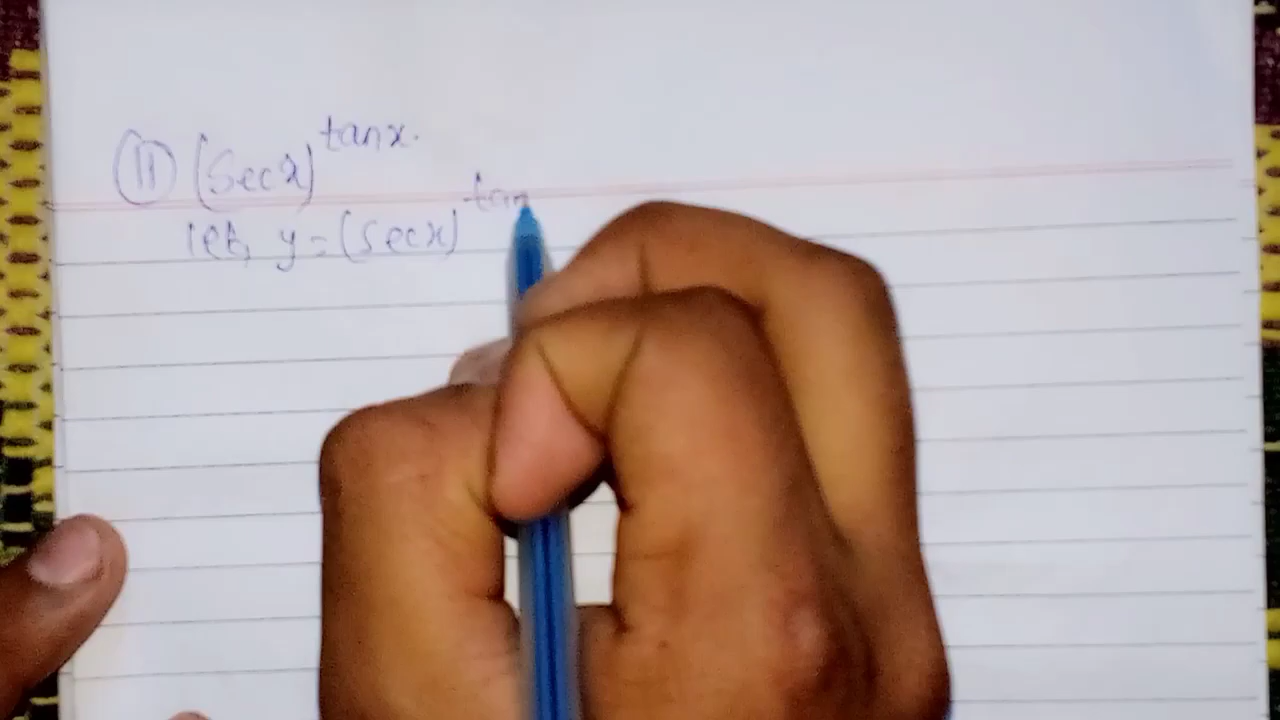 (11) (Secx)^tanx.
let, y = (secx)^tan